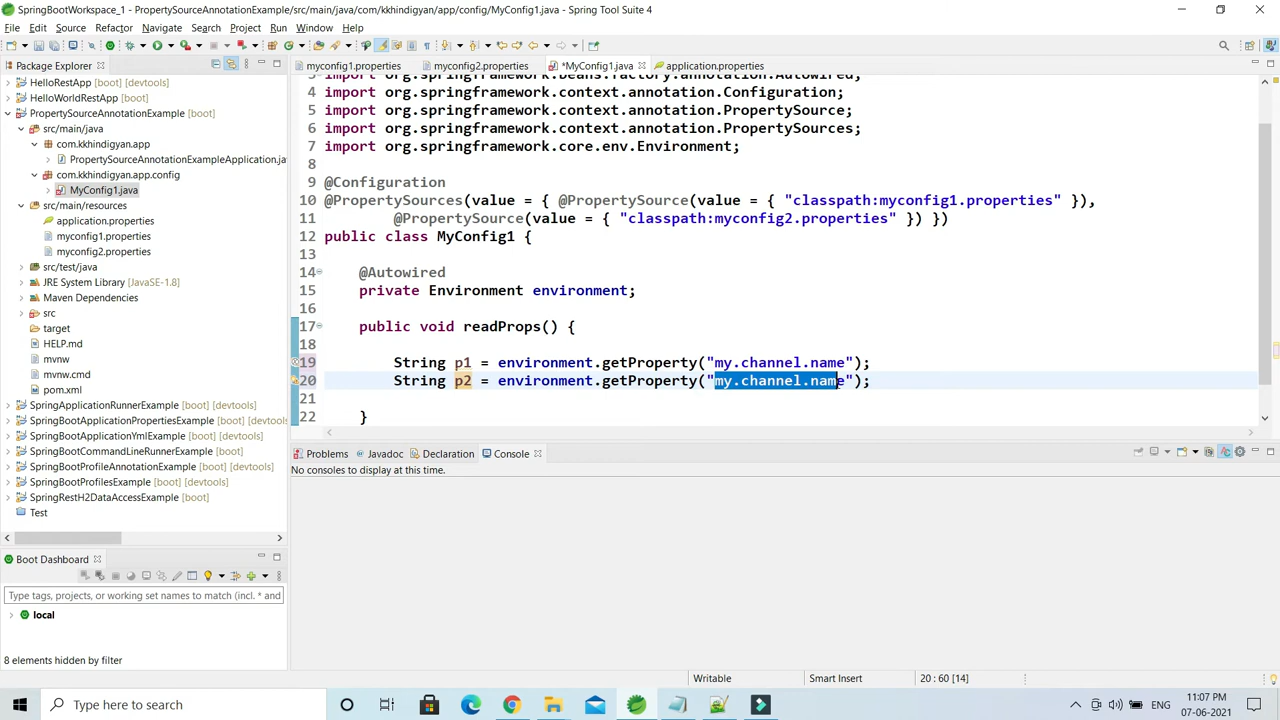 SpringBootWorkspace_1 - PropertySourceAnnotationExample/src/main/java/com/kkhindigyan/app/config/MyConfig1.java - Spring Tool Suite 4
File Edit Source Refactor Navigate Search Project Run Window Help
Package Explorer
HelloRestApp [boot] [devtools]
HelloWorldRestApp [boot]
PropertySourceAnnotationExample [boot]
src/main/java
com.kkhindigyan.app
PropertySourceAnnotationExampleApplication.ja
com.kkhindigyan.app.config
MyConfig1.java
src/main/resources
application.properties
myconfig1.properties
myconfig2.properties
src/test/java
JRE System Library [JavaSE-1.8]
Maven Dependencies
src
target
HELP.md
mvnw
mvnw.cmd
pom.xml
SpringApplicationRunnerExample [boot] [devtools]
SpringBootApplicationPropertiesExample [boot] [devtools]
SpringBootApplicationYmlExample [boot] [devtools]
SpringBootCommandLineRunnerExample [boot] [devtools]
SpringBootProfileAnnotationExample [boot] [devtools]
SpringBootProfilesExample [boot] [devtools]
SpringRestH2DataAccessExample [boot]
Test
Boot Dashboard
Type tags, projects, or working set names to match (incl. * and
local
8 elements hidden by filter
myconfig1.properties myconfig2.properties *MyConfig1.java application.properties
3 import org.springframework.beans.factory.annotation.Autowired;
4 import org.springframework.context.annotation.Configuration;
5 import org.springframework.context.annotation.PropertySource;
6 import org.springframework.context.annotation.PropertySources;
7 import org.springframework.core.env.Environment;
8
9 @Configuration
10 @PropertySources(value = { @PropertySource(value = { "classpath:myconfig1.properties" }),
11 @PropertySource(value = { "classpath:myconfig2.properties" }) })
12 public class MyConfig1 {
13
14 @Autowired
15 private Environment environment;
16
17 public void readProps() {
18
19 String p1 = environment.getProperty("my.channel.name");
20 String p2 = environment.getProperty("my.channel.name");
21
22 }
Problems Javadoc Declaration Console
No consoles to display at this time.
Writable Smart Insert 20 : 60 [14]
Type here to search
ENG
11:07 PM
07-06-2021